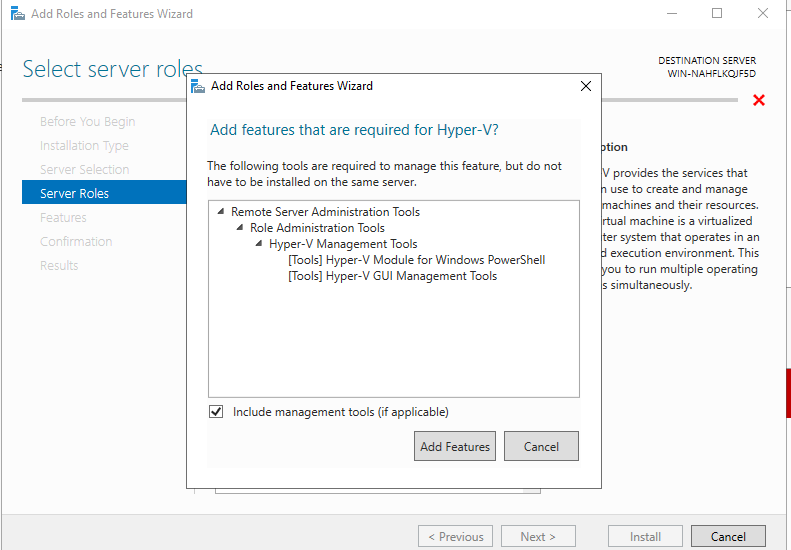 Add Roles and Features Wizard
Select server roles
DESTINATION SERVER
WIN-NAHFLKQJF5D
Before You Begin
Installation Type
Server Selection
Server Roles
Features
Confirmation
Results
Add Roles and Features Wizard
Add features that are required for Hyper-V?
The following tools are required to manage this feature, but do not
have to be installed on the same server.
Remote Server Administration Tools
Role Administration Tools
Hyper-V Management Tools
[Tools] Hyper-V Module for Windows PowerShell
[Tools] Hyper-V GUI Management Tools
Include management tools (if applicable)
Add Features
Cancel
ption
V provides the services that
n use to create and manage
machines and their resources.
rtual machine is a virtualized
ter system that operates in an
d execution environment. This
you to run multiple operating
s simultaneously.
< Previous
Next >
Install
Cancel